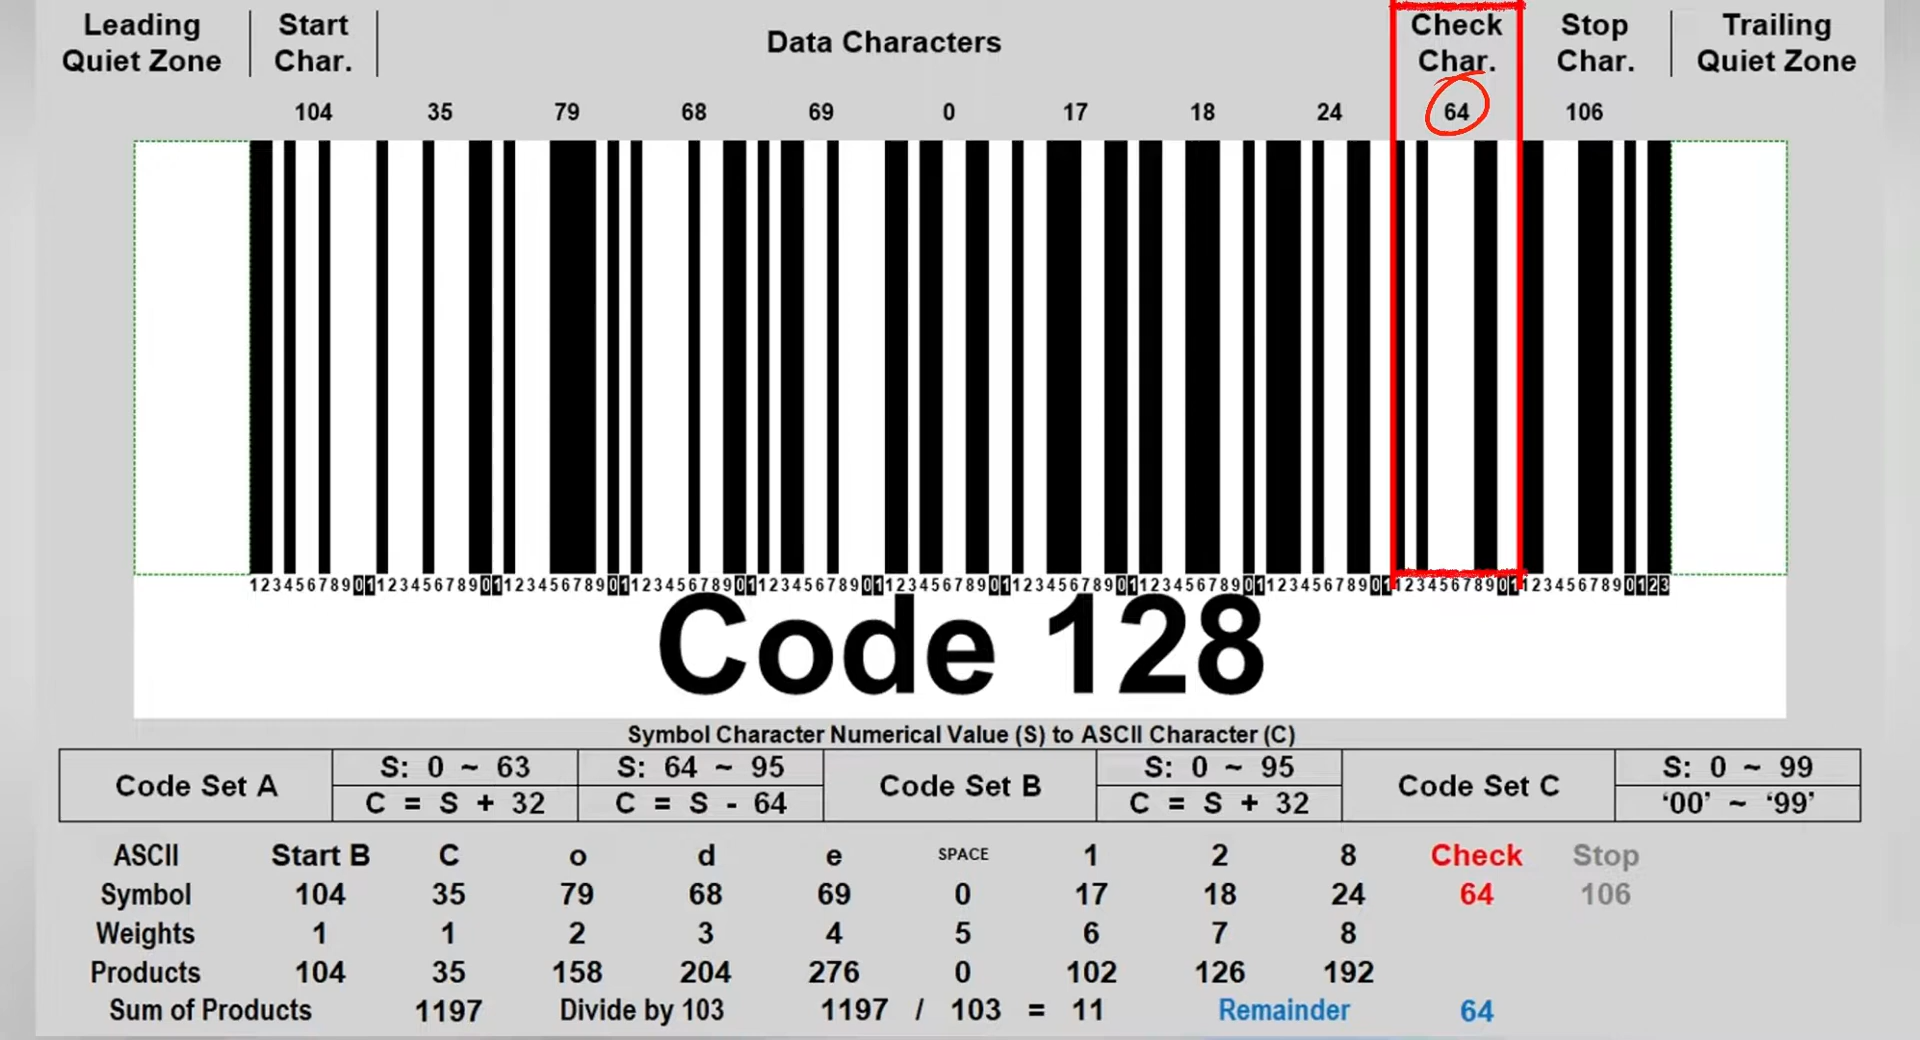 Leading Quiet Zone
Start Char.
Data Characters
Check Char.
Stop Char.
Trailing Quiet Zone
104 35 79 68 69 0 17 18 24 64 106
123456789011234567890112345678901123456789011234567890112345678901123456789011234567890112345678901123456789011234567890123
Code 128
Symbol Character Numerical Value (S) to ASCII Character (C)
Code Set A
S: 0 ~ 63
C = S + 32
S: 64 ~ 95
C = S - 64
Code Set B
S: 0 ~ 95
C = S + 32
Code Set C
S: 0 ~ 99
‘00’ ~ ‘99’
ASCII Start B C o d e SPACE 1 2 8 Check Stop
Symbol 104 35 79 68 69 0 17 18 24 64 106
Weights 1 1 2 3 4 5 6 7 8
Products 104 35 158 204 276 0 102 126 192
Sum of Products 1197 Divide by 103 1197 / 103 = 11 Remainder 64